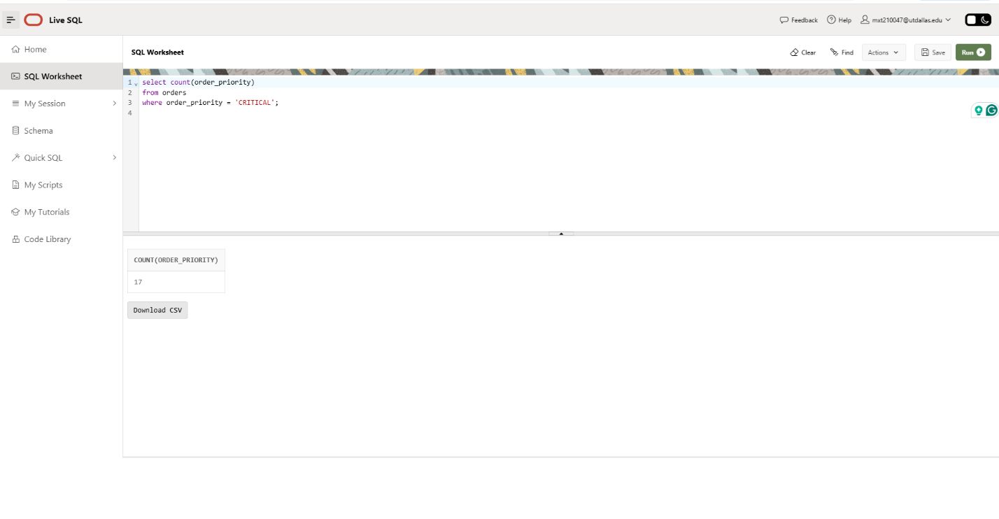 Live SQL
Feedback
Help
mxt210047@utdallas.edu
Home
SQL Worksheet
My Session
Schema
Quick SQL
My Scripts
My Tutorials
Code Library
SQL Worksheet
Clear
Find
Actions
Save
Run
1 select count(order_priority)
2 from orders
3 where order_priority = 'CRITICAL';
4
COUNT(ORDER_PRIORITY)
17
Download CSV